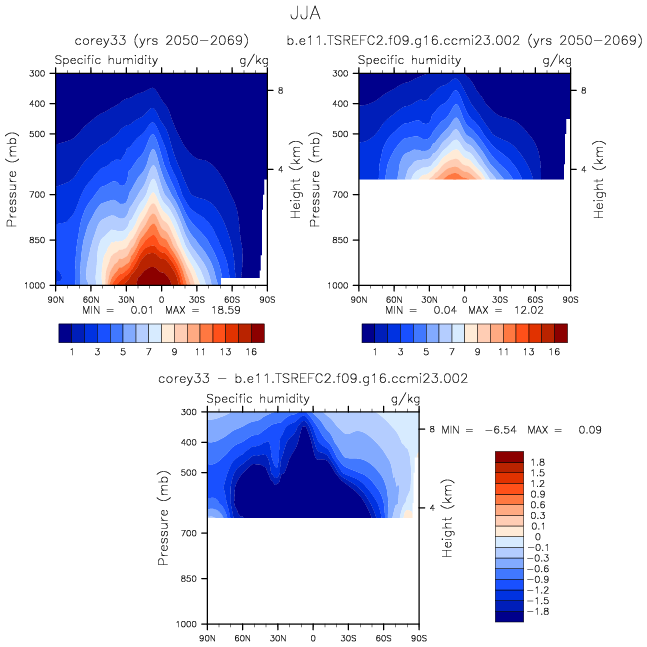 JJA
corey33 (yrs 2050-2069)
b.e11.TSREFC2.f09.g16.ccmi23.002 (yrs 2050-2069)
Specific humidity g/kg
Specific humidity g/kg
300
400
500
700
850
1000
Pressure (mb)
8
4
Height (km)
90N 60N 30N 0 30S 60S 90S
MIN = 0.01 MAX = 18.59
1 3 5 7 9 11 13 16
300
400
500
700
850
1000
Pressure (mb)
8
4
Height (km)
90N 60N 30N 0 30S 60S 90S
MIN = 0.04 MAX = 12.02
1 3 5 7 9 11 13 16
corey33 - b.e11.TSREFC2.f09.g16.ccmi23.002
Specific humidity g/kg
300
400
500
700
850
1000
Pressure (mb)
8
4
Height (km)
90N 60N 30N 0 30S 60S 90S
MIN = -6.54 MAX = 0.09
1.8
1.5
1.2
0.9
0.6
0.3
0.1
0
-0.1
-0.3
-0.6
-0.9
-1.2
-1.5
-1.8